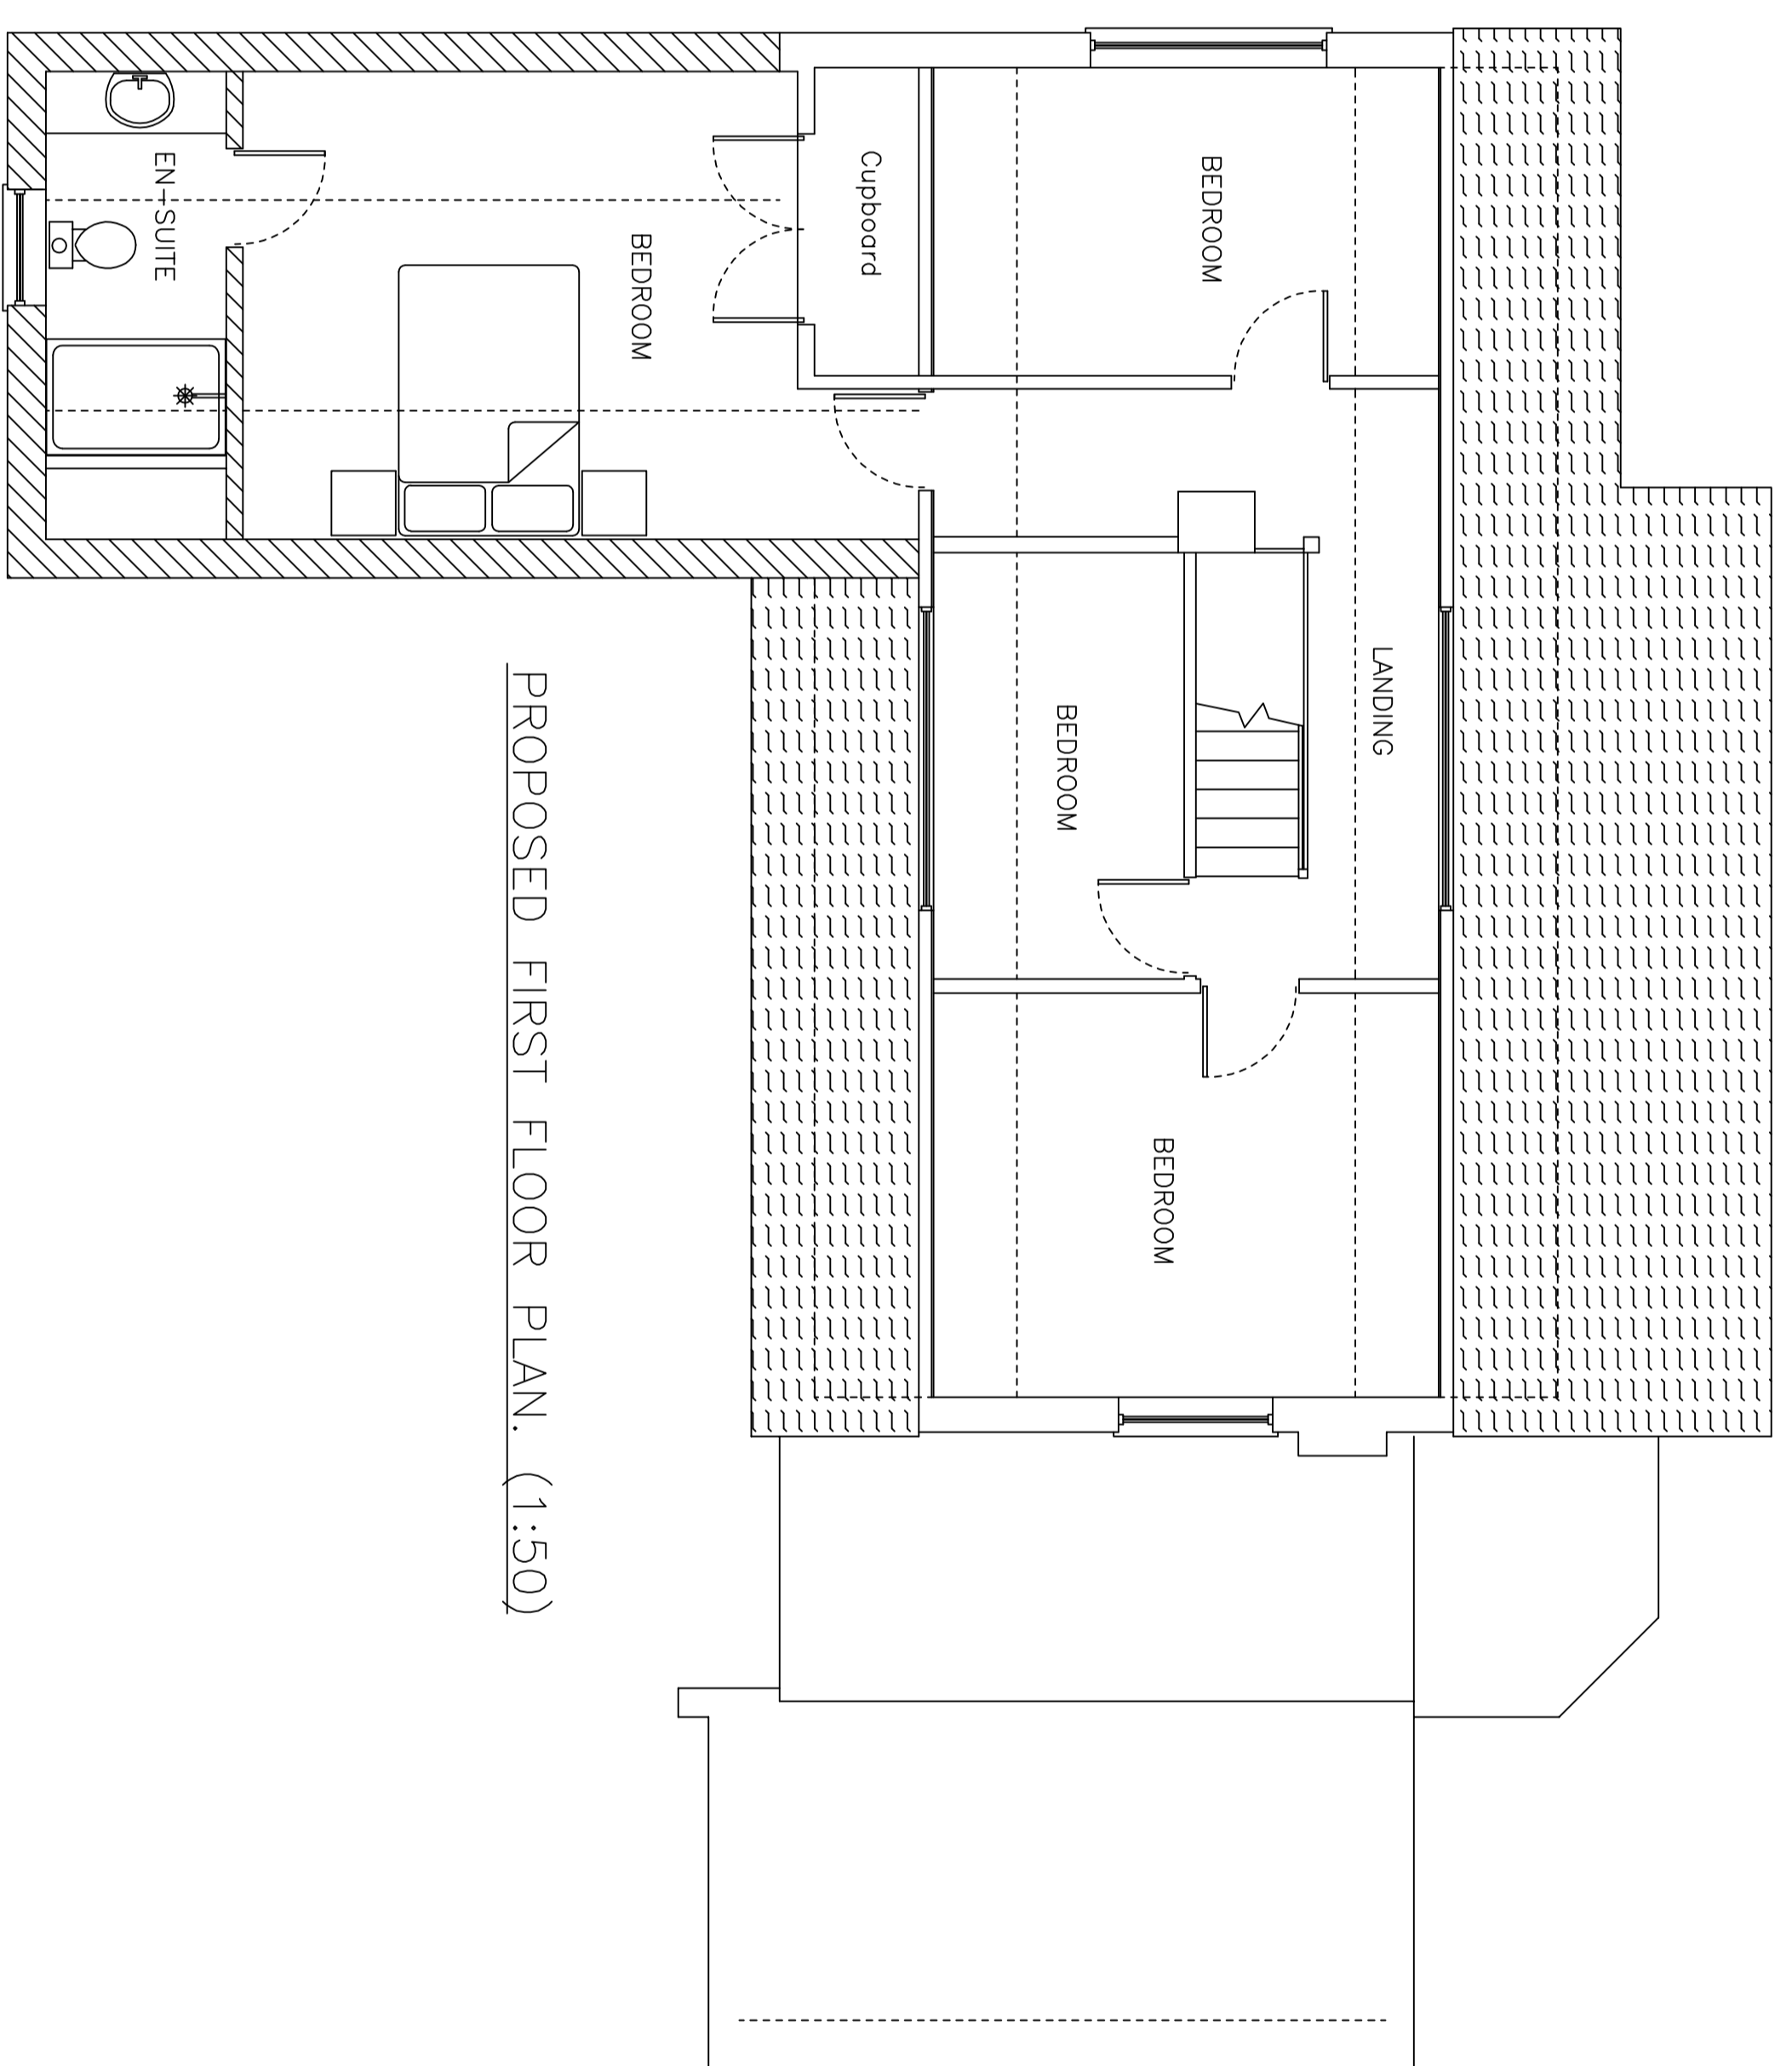 LANDING
BEDROOM
BEDROOM
BEDROOM
Cupboard
BEDROOM
EN-SUITE
PROPOSED FIRST FLOOR PLAN. (1:50)